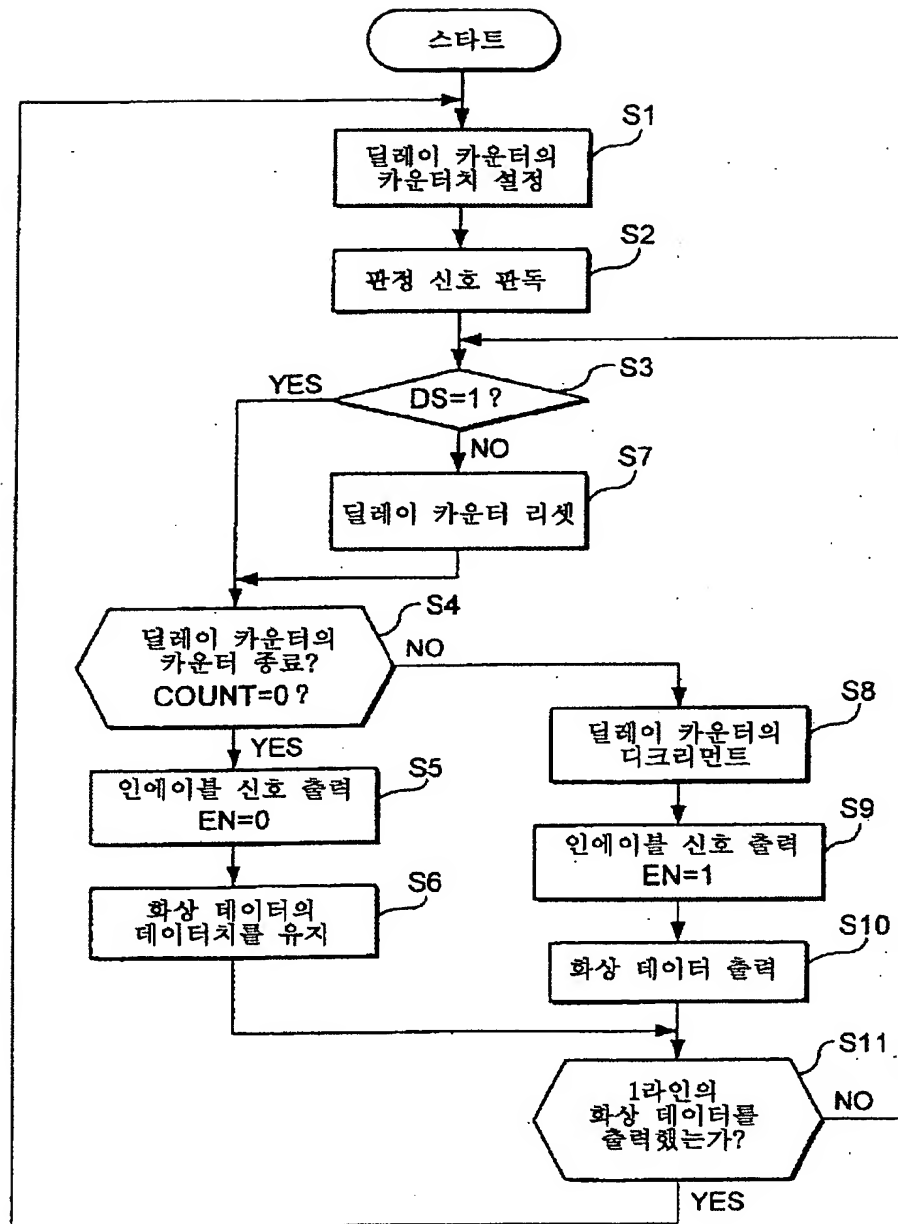 스타트
S1
딜레이 카운터의
카운터치 설정
S2
판정 신호 판독
S3
YES
DS=1?
NO
S7
딜레이 카운터 리셋
S4
딜레이 카운터의
카운터 종료?
COUNT=0?
NO
YES
S8
딜레이 카운터의
디크리먼트
S5
인에이블 신호 출력
EN=0
S9
인에이블 신호 출력
EN=1
S6
화상 데이터의
데이터치를 유지
S10
화상 데이터 출력
S11
1라인의
화상 데이터를
출력했는가?
NO
YES